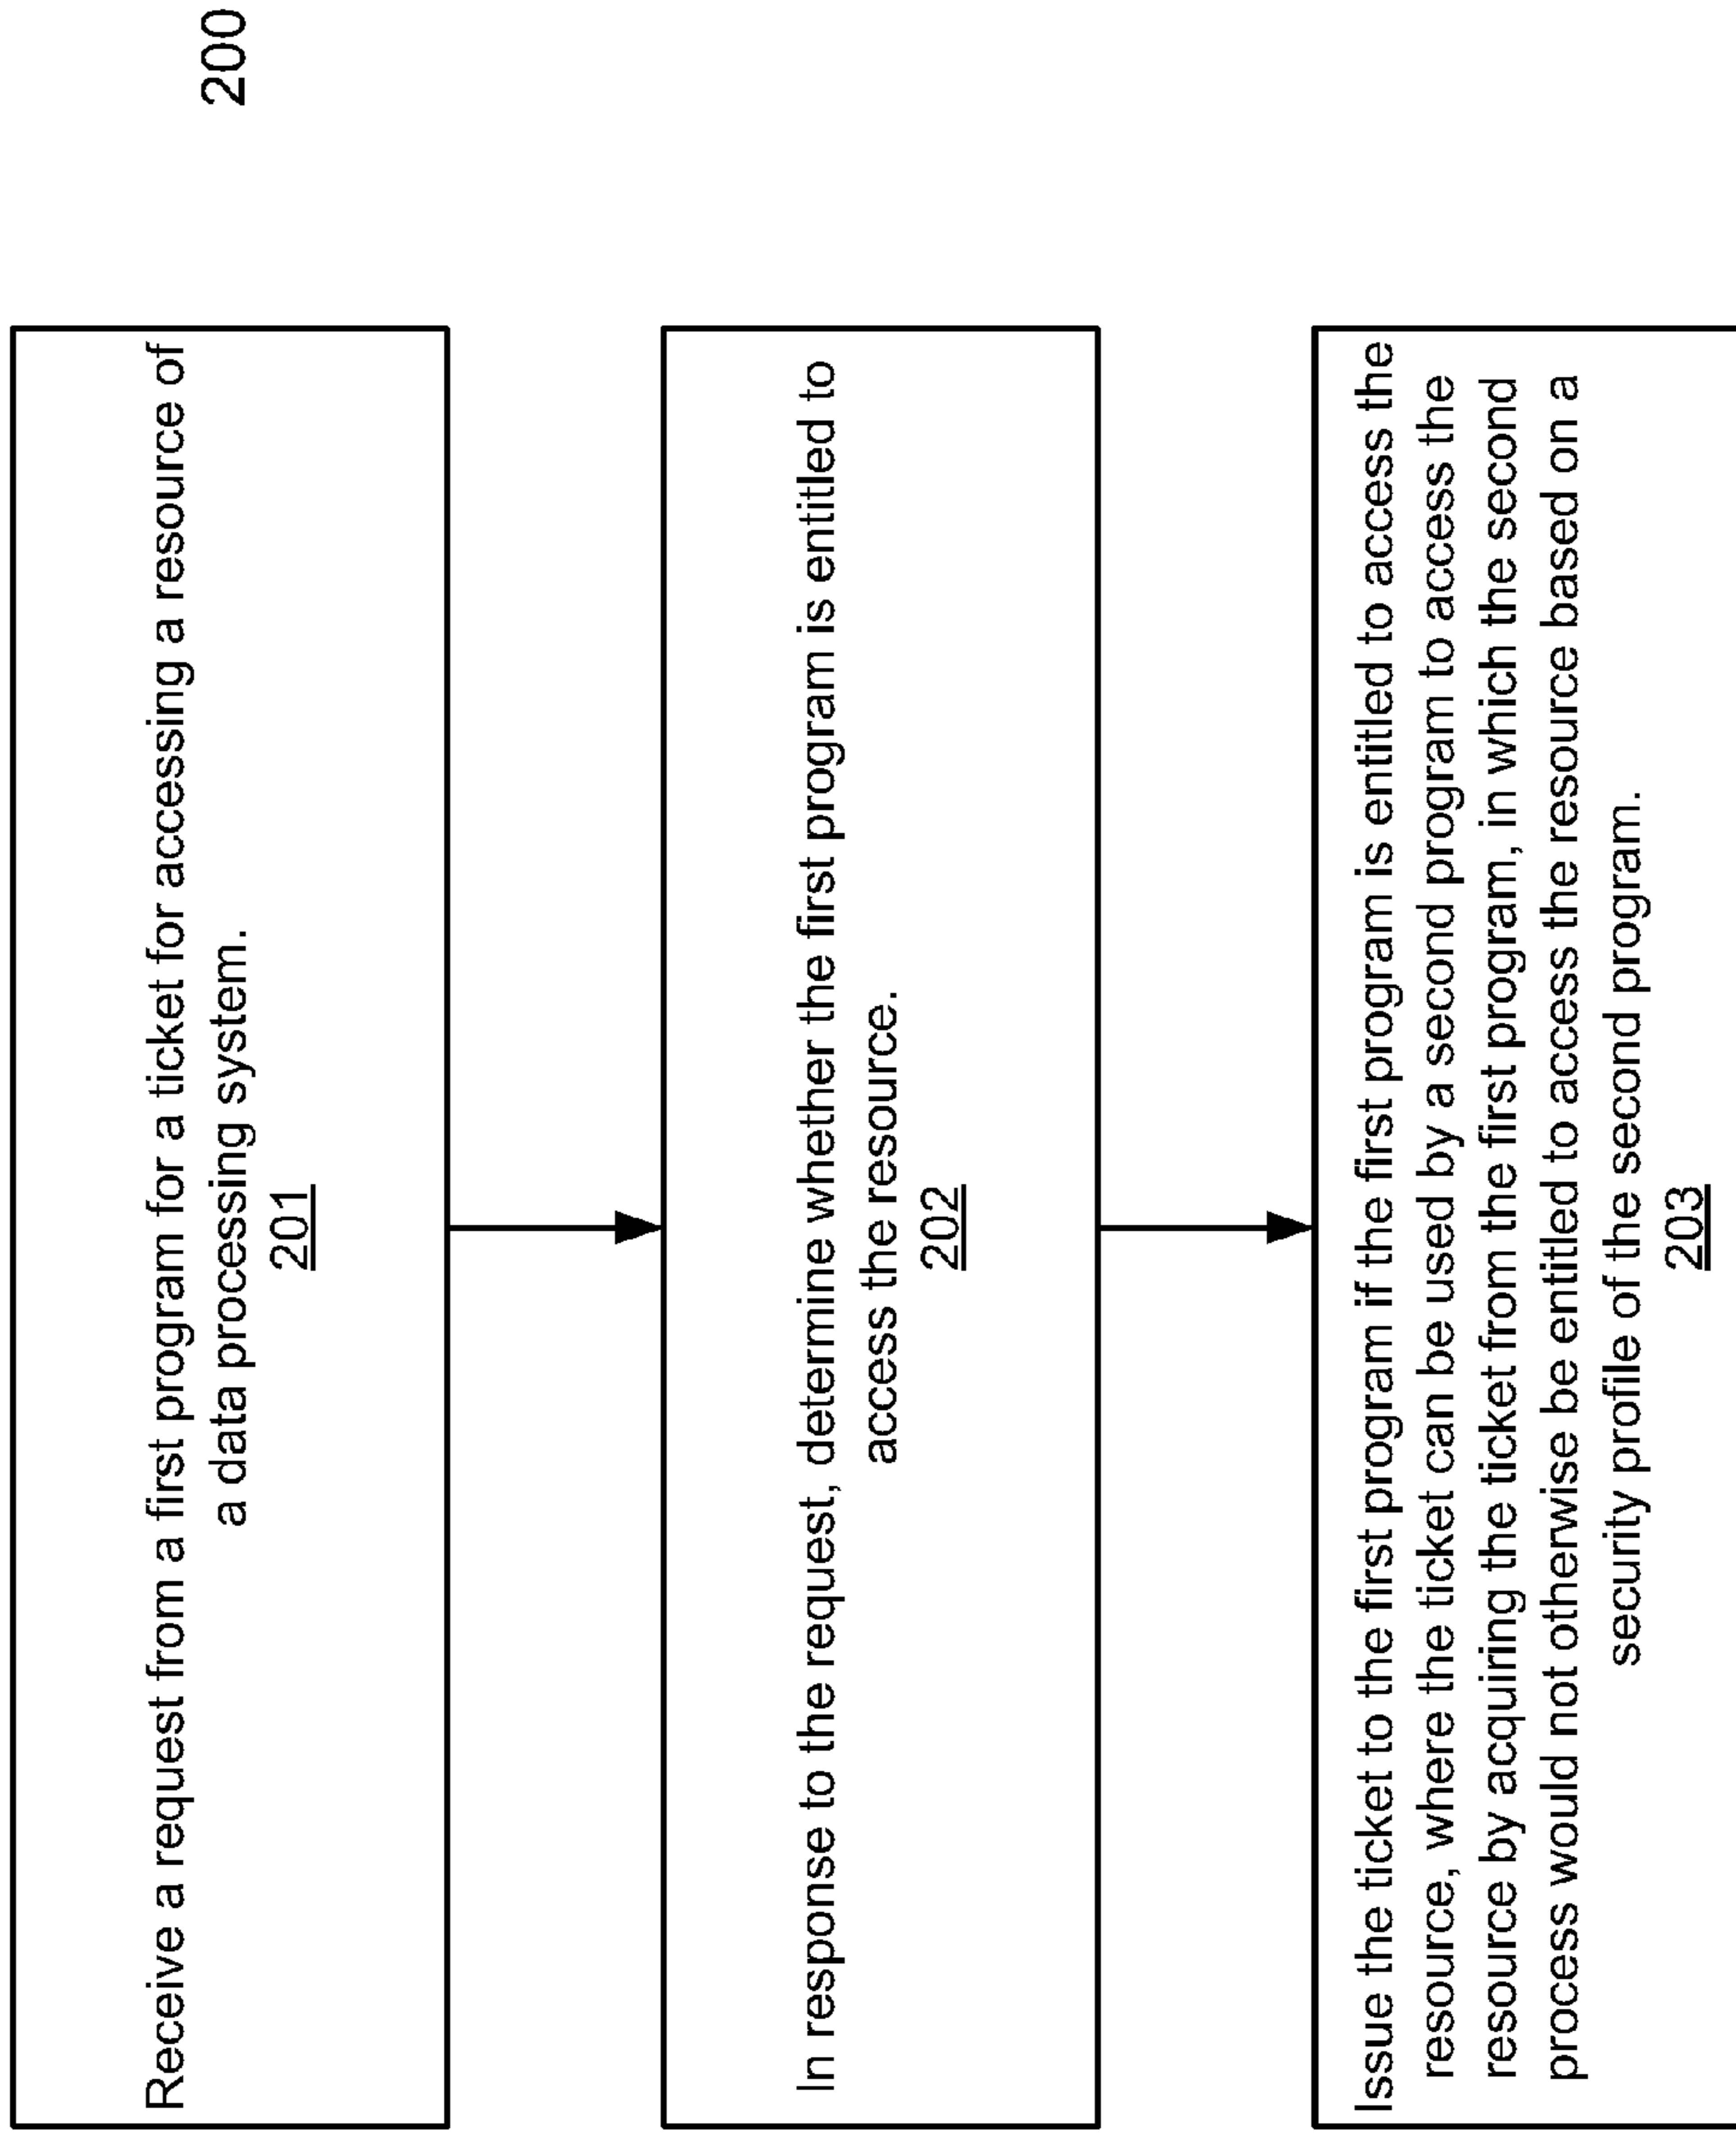 200
Receive a request from a first program for a ticket for accessing a resource of
a data processing system.
201
In response to the request, determine whether the first program is entitled to
access the resource.
202
Issue the ticket to the first program if the first program is entitled to access the
resource, where the ticket can be used by a second program to access the
resource by acquiring the ticket from the first program, in which the second
process would not otherwise be entitled to access the resource based on a
security profile of the second program.
203